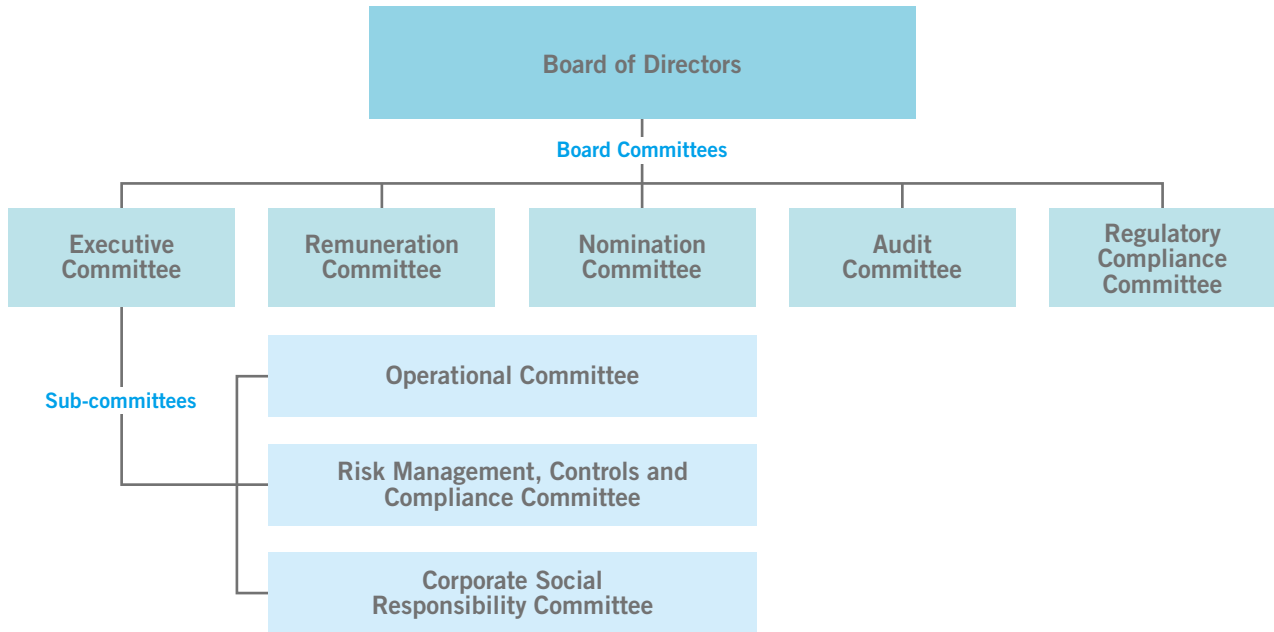 Board of Directors
Board Committees
Executive
Committee
Remuneration
Committee
Nomination
Committee
Audit
Committee
Regulatory
Compliance
Committee
Operational Committee
Sub-committees
Risk Management, Controls and
Compliance Committee
Corporate Social
Responsibility Committee